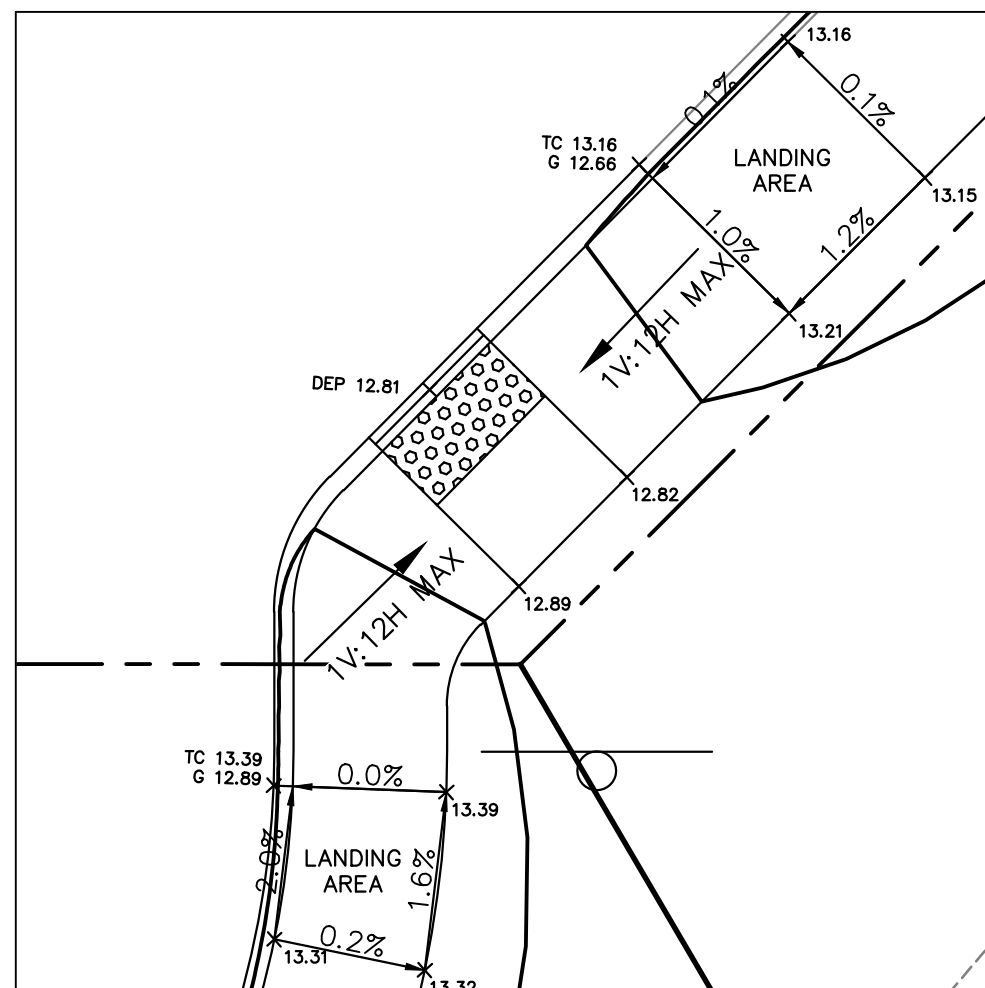 13.16
0.1%
0.1%
TC 13.16
G 12.66
LANDING
AREA
13.15
1.0%
1.2%
1V:12H MAX
13.21
DEP 12.81
12.82
12.89
1V:12H MAX
TC 13.39
G 12.89
0.0%
13.39
2.0%
LANDING
AREA
1.6%
0.2%
13.31
13.32